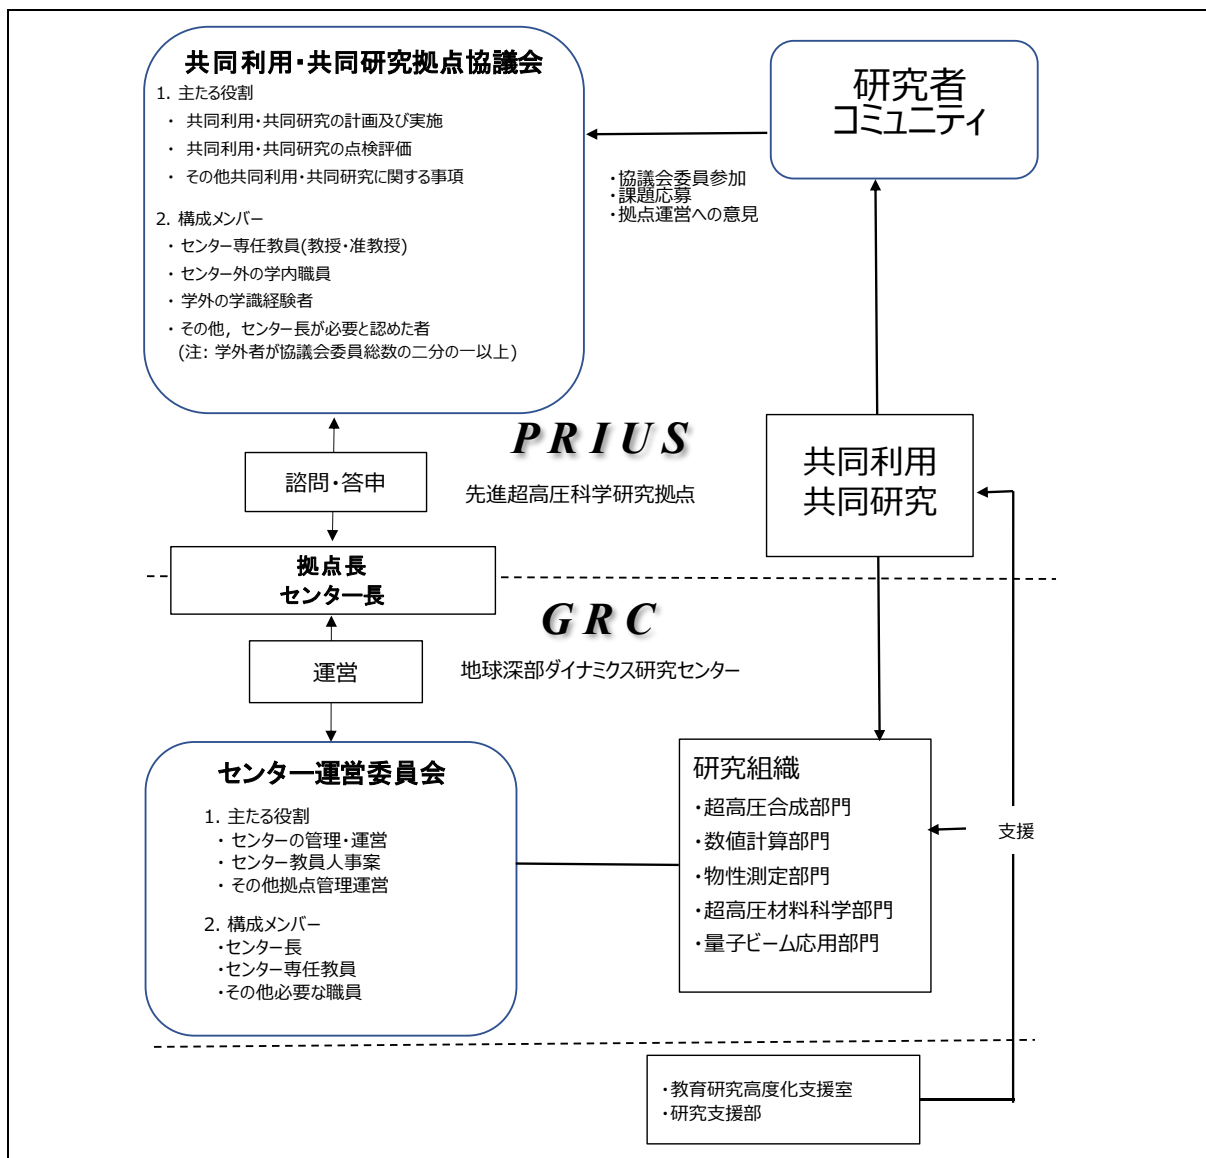 共同利用・共同研究拠点協議会
1. 主たる役割
・ 共同利用・共同研究の計画及び実施
・ 共同利用・共同研究の点検評価
・ その他共同利用・共同研究に関する事項
2. 構成メンバー
・ センター専任教員(教授・准教授)
・ センター外の学内職員
・ 学外の学識経験者
・ その他，センター長が必要と認めた者
(注: 学外者が協議会委員総数の二分の一以上)
研究者
コミュニティ
・協議会委員参加
・課題応募
・拠点運営への意見
PRIUS
先進超高圧科学研究拠点
諮問・答申
共同利用
共同研究
拠点長
センター長
GRC
地球深部ダイナミクス研究センター
運営
センター運営委員会
1. 主たる役割
・ センターの管理・運営
・ センター教員人事案
・ その他拠点管理運営
2. 構成メンバー
・センター長
・センター専任教員
・その他必要な職員
研究組織
・超高圧合成部門
・数値計算部門
・物性測定部門
・超高圧材料科学部門
・量子ビーム応用部門
支援
・教育研究高度化支援室
・研究支援部